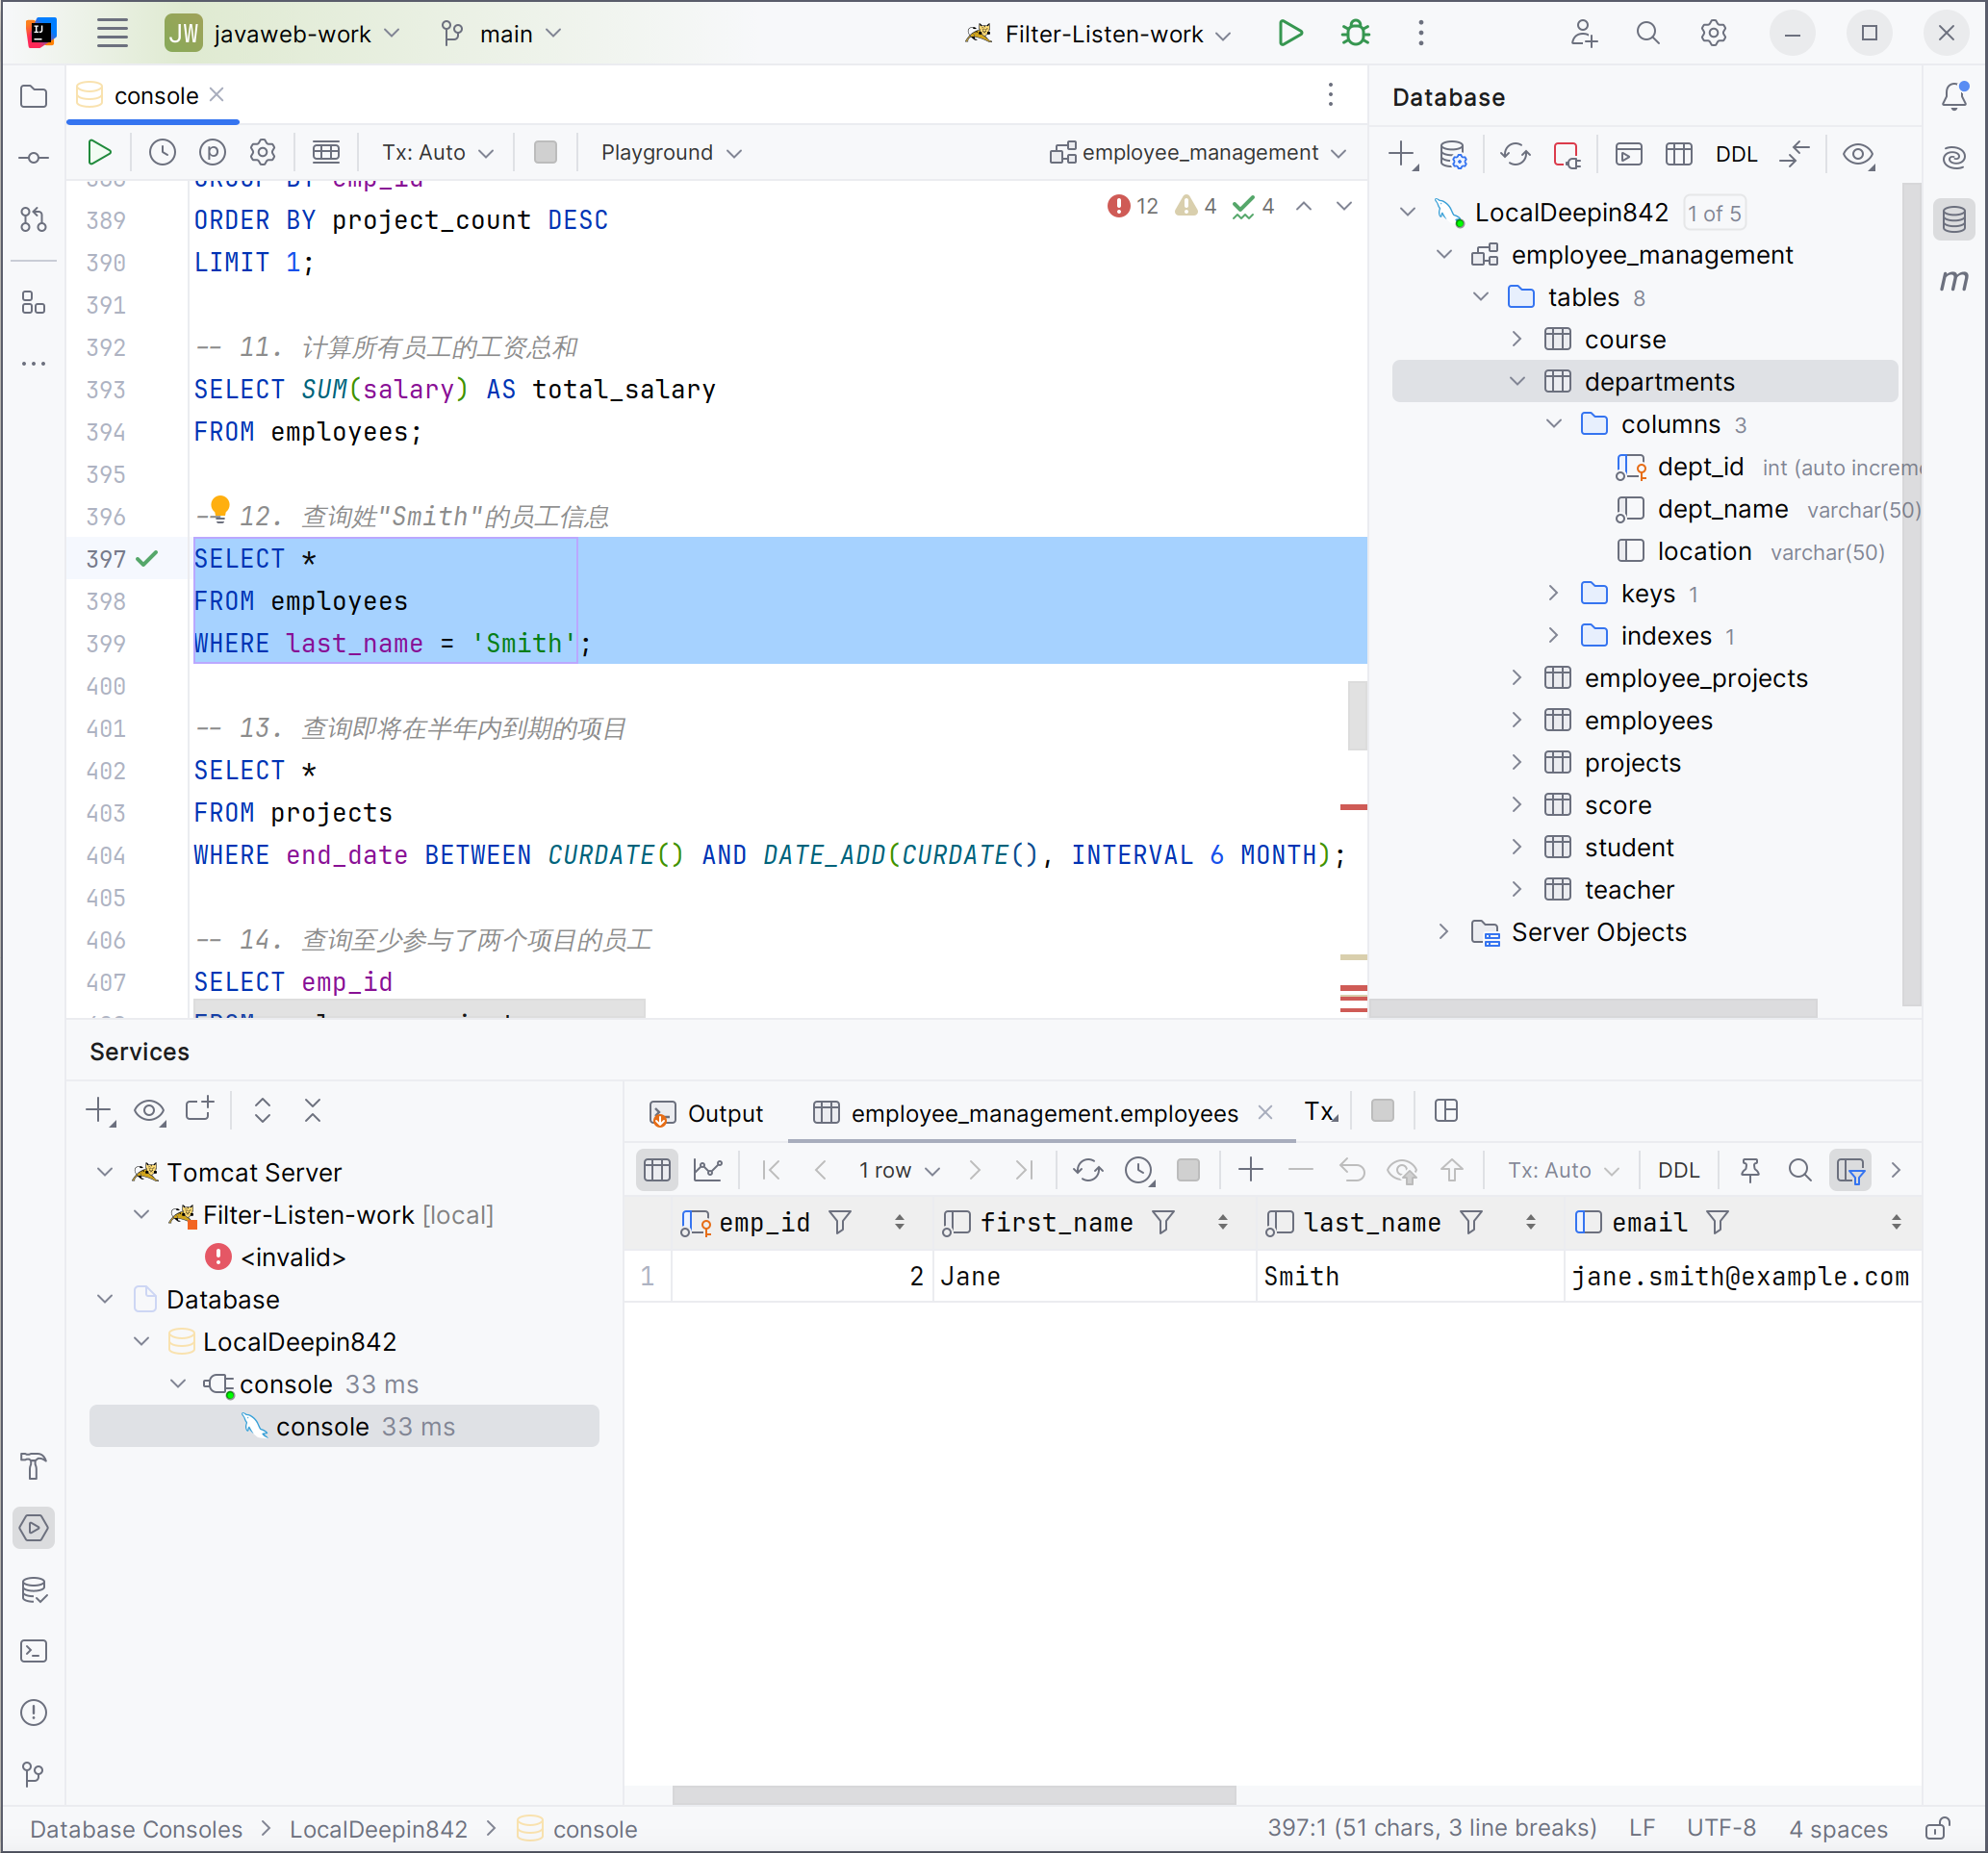 JW javaweb-work main Filter-Listen-work
console
Tx: Auto Playground employee_management
GROUP BY emp_id
389 ORDER BY project_count DESC
12 4 4
390 LIMIT 1;
391
392 -- 11. 计算所有员工的工资总和
393 SELECT SUM(salary) AS total_salary
394 FROM employees;
395
396 -- 12. 查询姓"Smith"的员工信息
397 SELECT *
398 FROM employees
399 WHERE last_name = 'Smith';
400
401 -- 13. 查询即将在半年内到期的项目
402 SELECT *
403 FROM projects
404 WHERE end_date BETWEEN CURDATE() AND DATE_ADD(CURDATE(), INTERVAL 6 MONTH);
405
406 -- 14. 查询至少参与了两个项目的员工
407 SELECT emp_id
Database
DDL
LocalDeepin842 1 of 5
employee_management
tables 8
course
departments
columns 3
dept_id int (auto increme
dept_name varchar(50)
location varchar(50)
keys 1
indexes 1
employee_projects
employees
projects
score
student
teacher
Server Objects
m
Services
Tomcat Server
Filter-Listen-work [local]
<invalid>
Database
LocalDeepin842
console 33 ms
console 33 ms
Output employee_management.employees Tx
1 row Tx: Auto DDL
emp_id first_name last_name email
1 2 Jane Smith jane.smith@example.com
Database Consoles > LocalDeepin842 > console
397:1 (51 chars, 3 line breaks) LF UTF-8 4 spaces